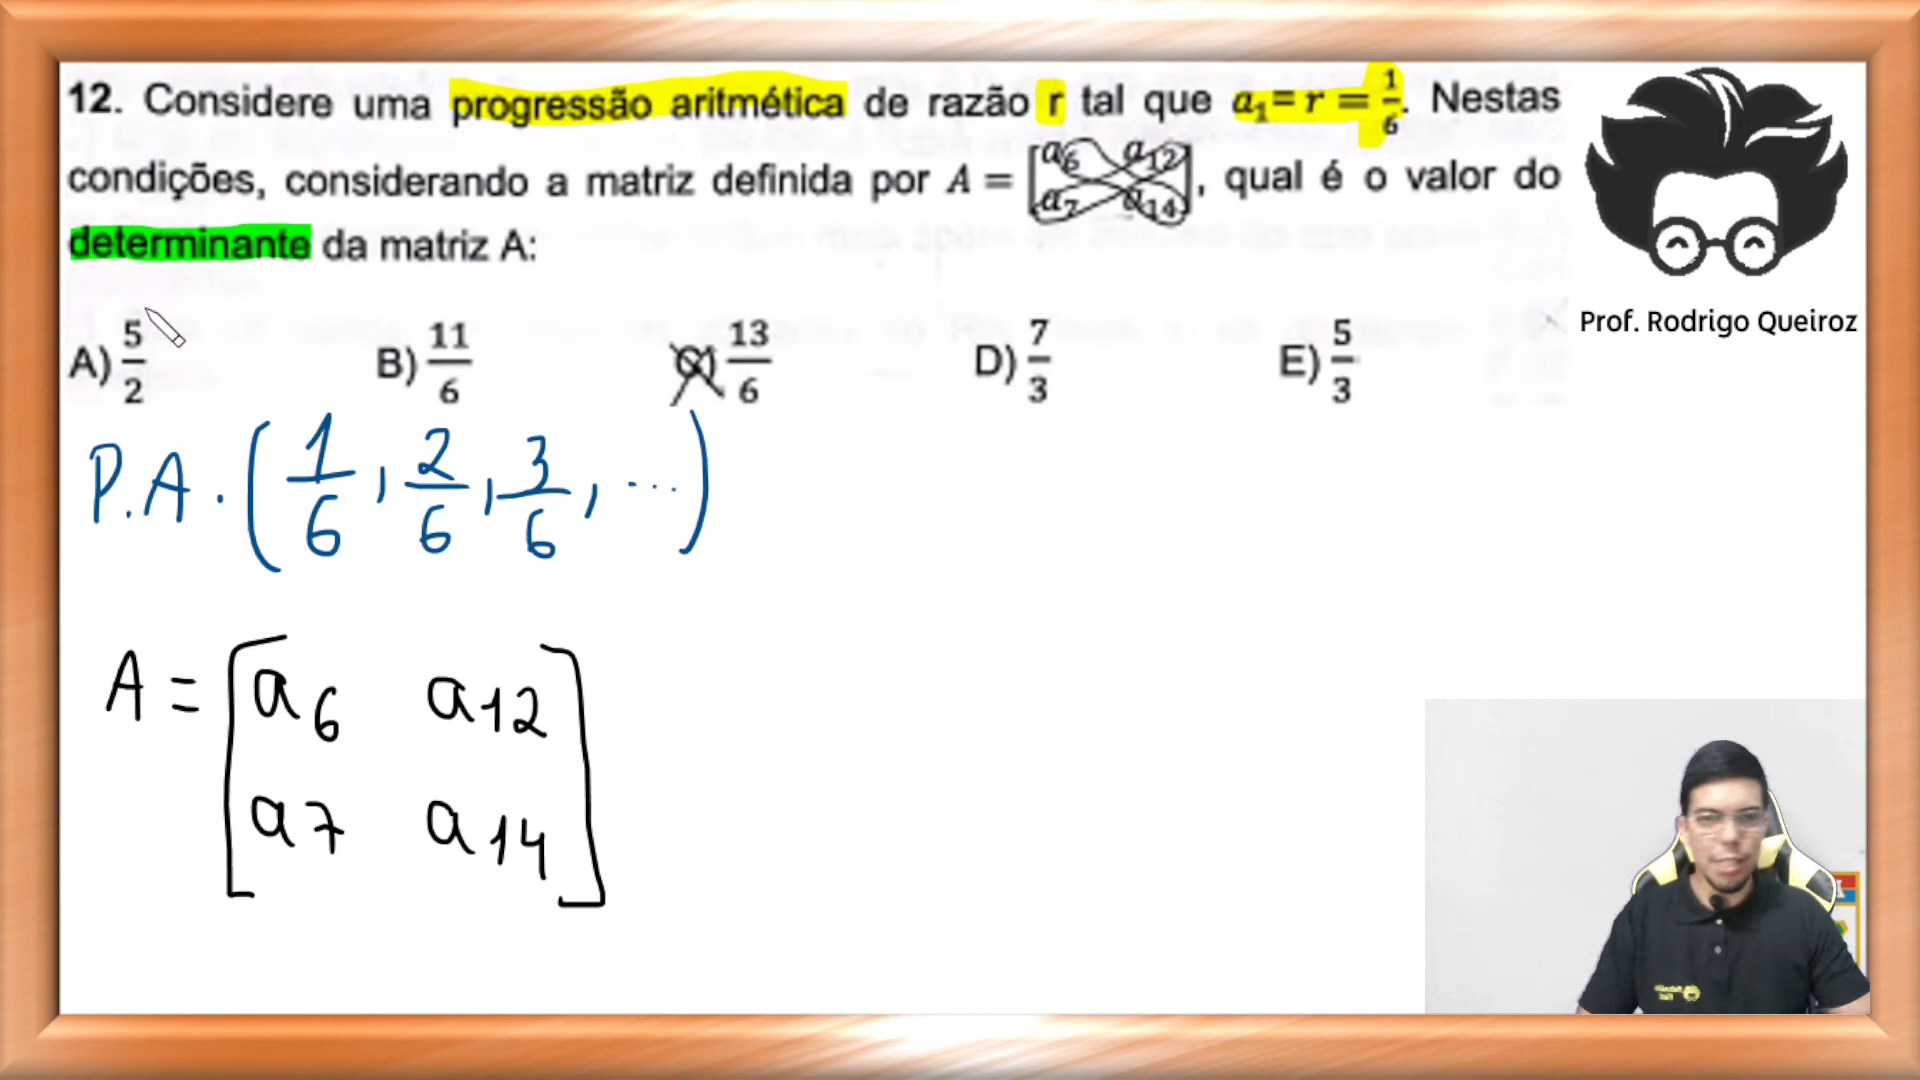 12. Considere uma progressão aritmética de razão r tal que a₁ = r = 1/6. Nestas
condições, considerando a matriz definida por A = [a₆ a₁₂; a₇ a₁₄], qual é o valor do
determinante da matriz A:
A) 5/2 B) 11/6 C) 13/6 D) 7/3 E) 5/3
Prof. Rodrigo Queiroz
P.A. (1/6, 2/6, 3/6, ...)
A = [a₆ a₁₂
a₇ a₁₄]